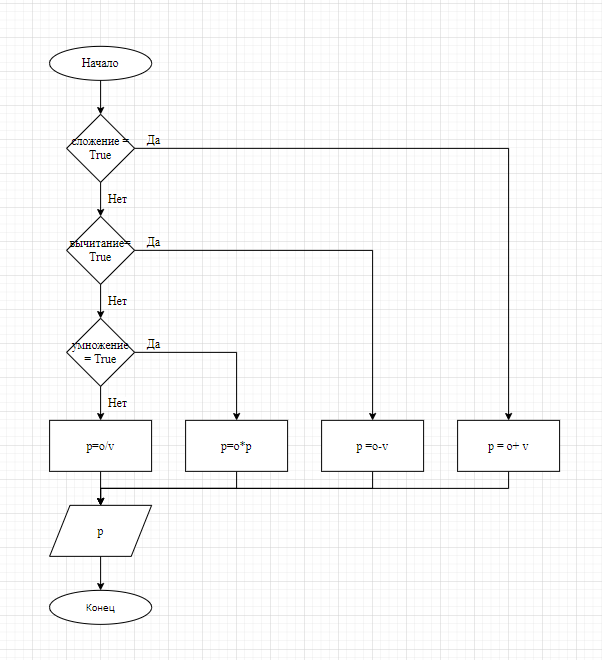 Начало
сложение =
True
Да
Нет
вычитание=
True
Да
Нет
умножение
= True
Да
Нет
p=o/v
p=o*p
p =o-v
p = o+ v
p
Конец